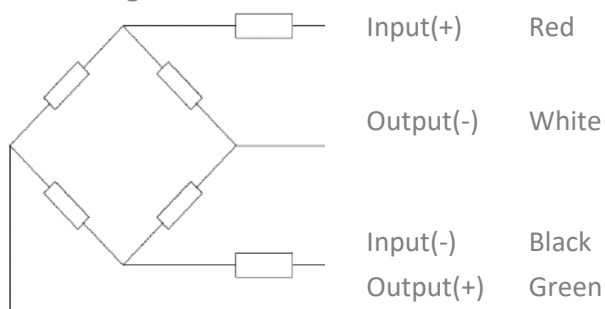 Input(+) Red
Output(-) White
Input(-) Black
Output(+) Green